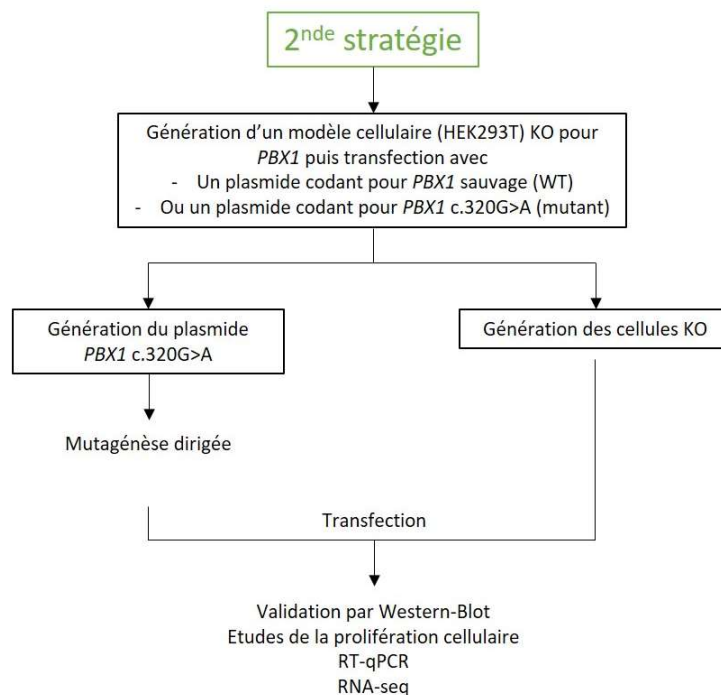 2nde stratégie
Génération d'un modèle cellulaire (HEK293T) KO pour
PBX1 puis transfection avec
- Un plasmide codant pour PBX1 sauvage (WT)
- Ou un plasmide codant pour PBX1 c.320G>A (mutant)
Génération du plasmide
PBX1 c.320G>A
Génération des cellules KO
Mutagénèse dirigée
Transfection
Validation par Western-Blot
Etudes de la prolifération cellulaire
RT-qPCR
RNA-seq